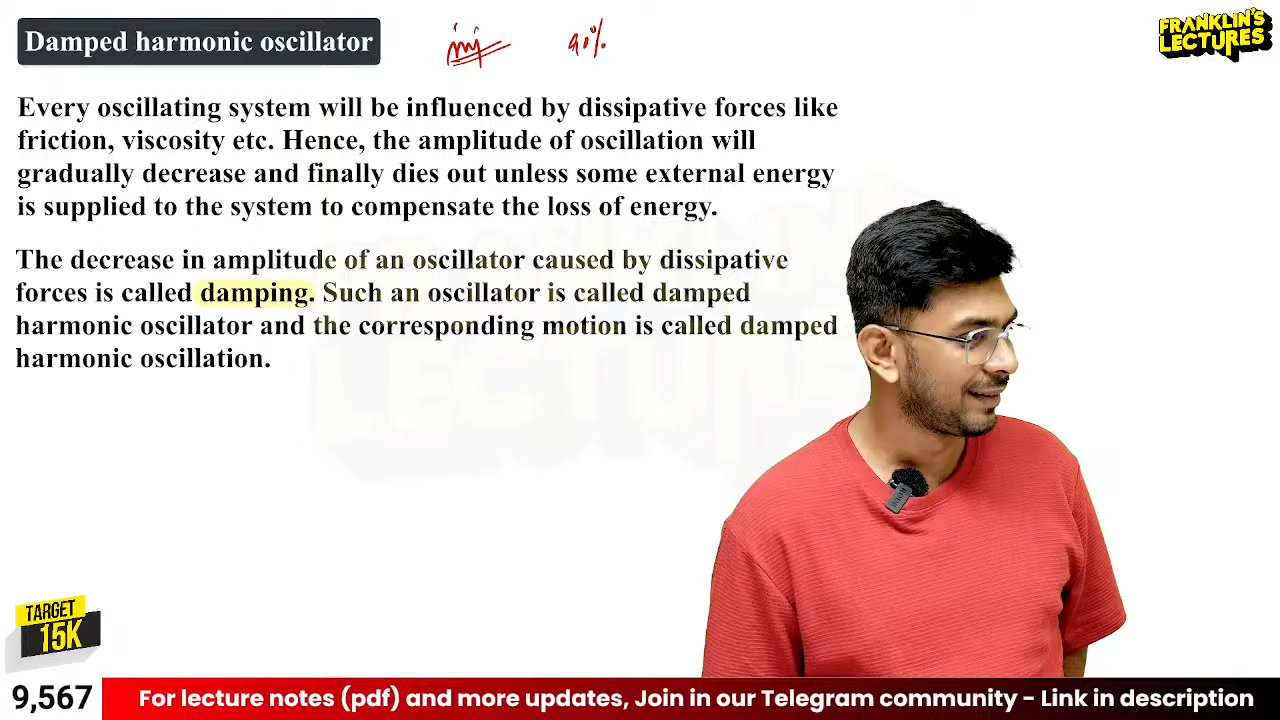 Damped harmonic oscillator
90%
FRANKLIN'S
LECTURES
Every oscillating system will be influenced by dissipative forces like
friction, viscosity etc. Hence, the amplitude of oscillation will
gradually decrease and finally dies out unless some external energy
is supplied to the system to compensate the loss of energy.
The decrease in amplitude of an oscillator caused by dissipative
forces is called damping. Such an oscillator is called damped
harmonic oscillator and the corresponding motion is called damped
harmonic oscillation.
TARGET
15K
9,567
For lecture notes (pdf) and more updates, Join in our Telegram community - Link in description